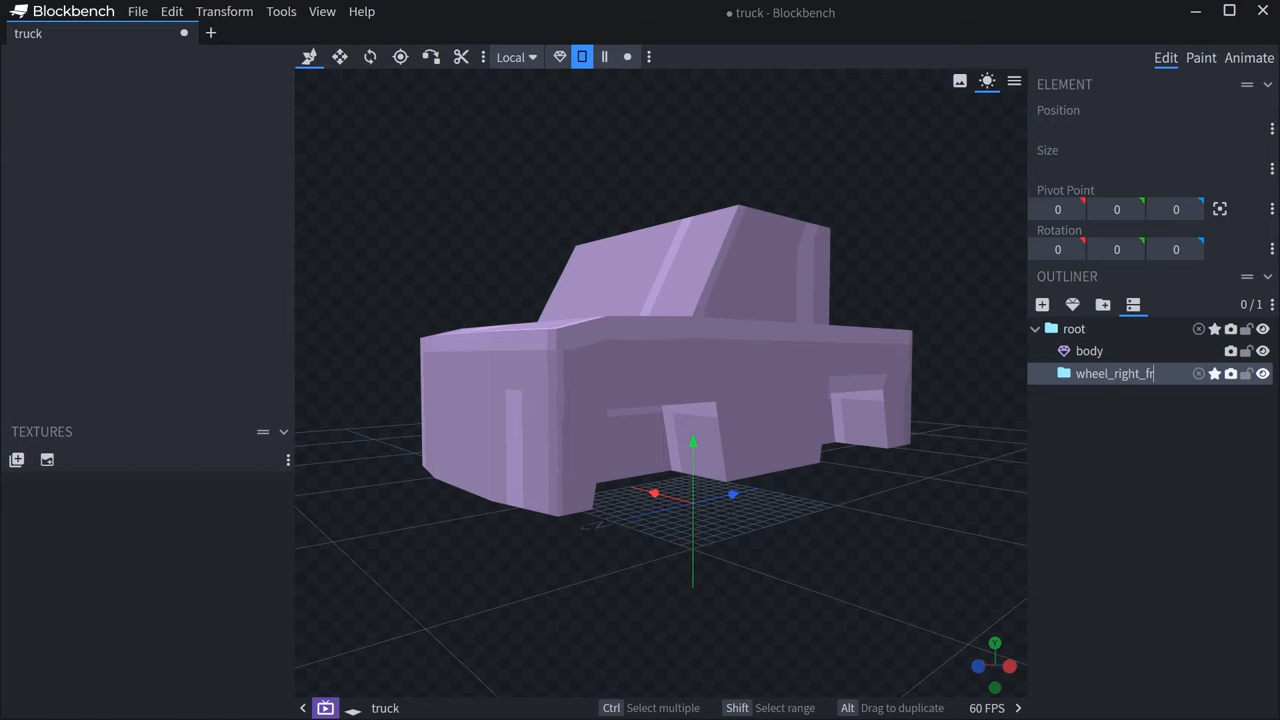 Blockbench File Edit Transform Tools View Help truck - Blockbench
truck
Local Edit Paint Animate
ELEMENT
Position
Size
Pivot Point
0 0 0
Rotation
0 0 0
OUTLINER
0/1
root
body
wheel_right_fr
TEXTURES
Y
truck Ctrl Select multiple Shift Select range Alt Drag to duplicate 60 FPS